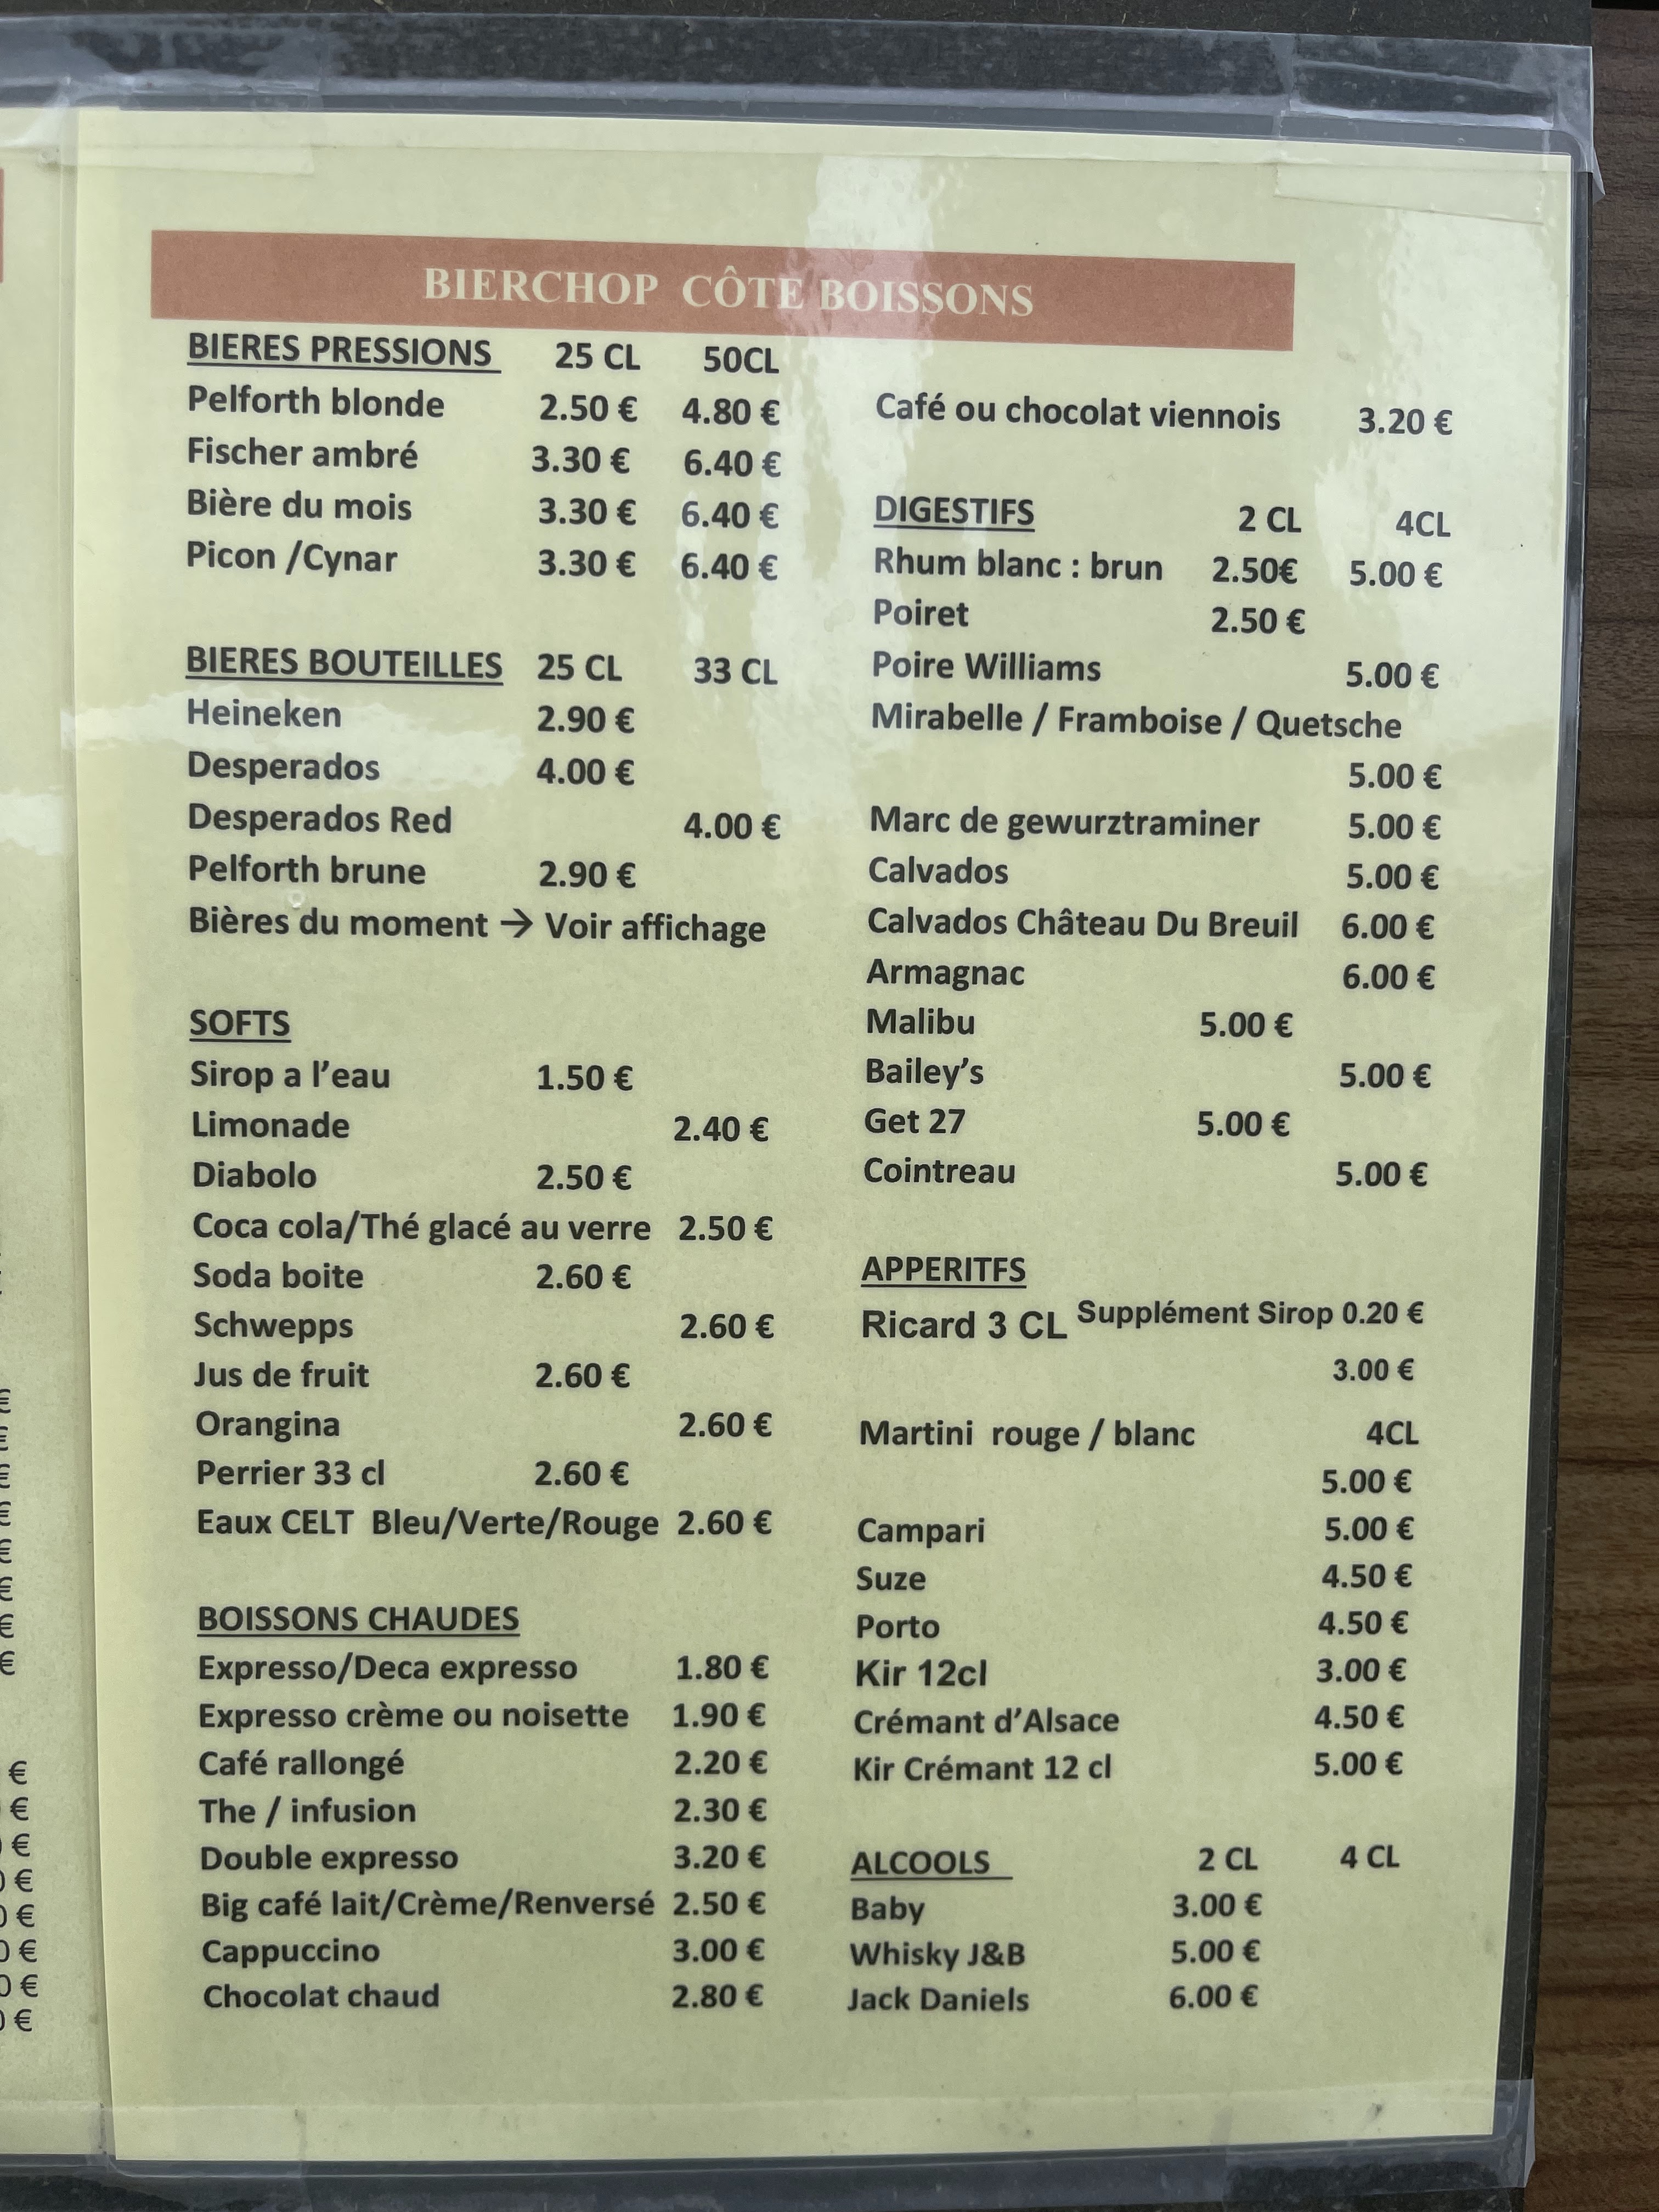 BIERCHOP CÔTE BOISSONS
BIERES PRESSIONS 25 CL 50CL
Pelforth blonde 2.50 € 4.80 €
Fischer ambré 3.30 € 6.40 €
Bière du mois 3.30 € 6.40 €
Picon /Cynar 3.30 € 6.40 €
BIERES BOUTEILLES 25 CL 33 CL
Heineken 2.90 €
Desperados 4.00 €
Desperados Red 4.00 €
Pelforth brune 2.90 €
Bières du moment → Voir affichage
SOFTS
Sirop a l’eau 1.50 €
Limonade 2.40 €
Diabolo 2.50 €
Coca cola/Thé glacé au verre 2.50 €
Soda boite 2.60 €
Schwepps 2.60 €
Jus de fruit 2.60 €
Orangina 2.60 €
Perrier 33 cl 2.60 €
Eaux CELT Bleu/Verte/Rouge 2.60 €
BOISSONS CHAUDES
Expresso/Deca expresso 1.80 €
Expresso crème ou noisette 1.90 €
Café rallongé 2.20 €
The / infusion 2.30 €
Double expresso 3.20 €
Big café lait/Crème/Renversé 2.50 €
Cappuccino 3.00 €
Chocolat chaud 2.80 €
Café ou chocolat viennois 3.20 €
DIGESTIFS 2 CL 4CL
Rhum blanc : brun 2.50€ 5.00 €
Poiret 2.50 €
Poire Williams 5.00 €
Mirabelle / Framboise / Quetsche
5.00 €
Marc de gewurztraminer 5.00 €
Calvados 5.00 €
Calvados Château Du Breuil 6.00 €
Armagnac 6.00 €
Malibu 5.00 €
Bailey’s 5.00 €
Get 27 5.00 €
Cointreau 5.00 €
APPERITFS
Ricard 3 CL Supplément Sirop 0.20 €
3.00 €
Martini rouge / blanc 4CL
5.00 €
Campari 5.00 €
Suze 4.50 €
Porto 4.50 €
Kir 12cl 3.00 €
Crémant d’Alsace 4.50 €
Kir Crémant 12 cl 5.00 €
ALCOOLS 2 CL 4 CL
Baby 3.00 €
Whisky J&B 5.00 €
Jack Daniels 6.00 €